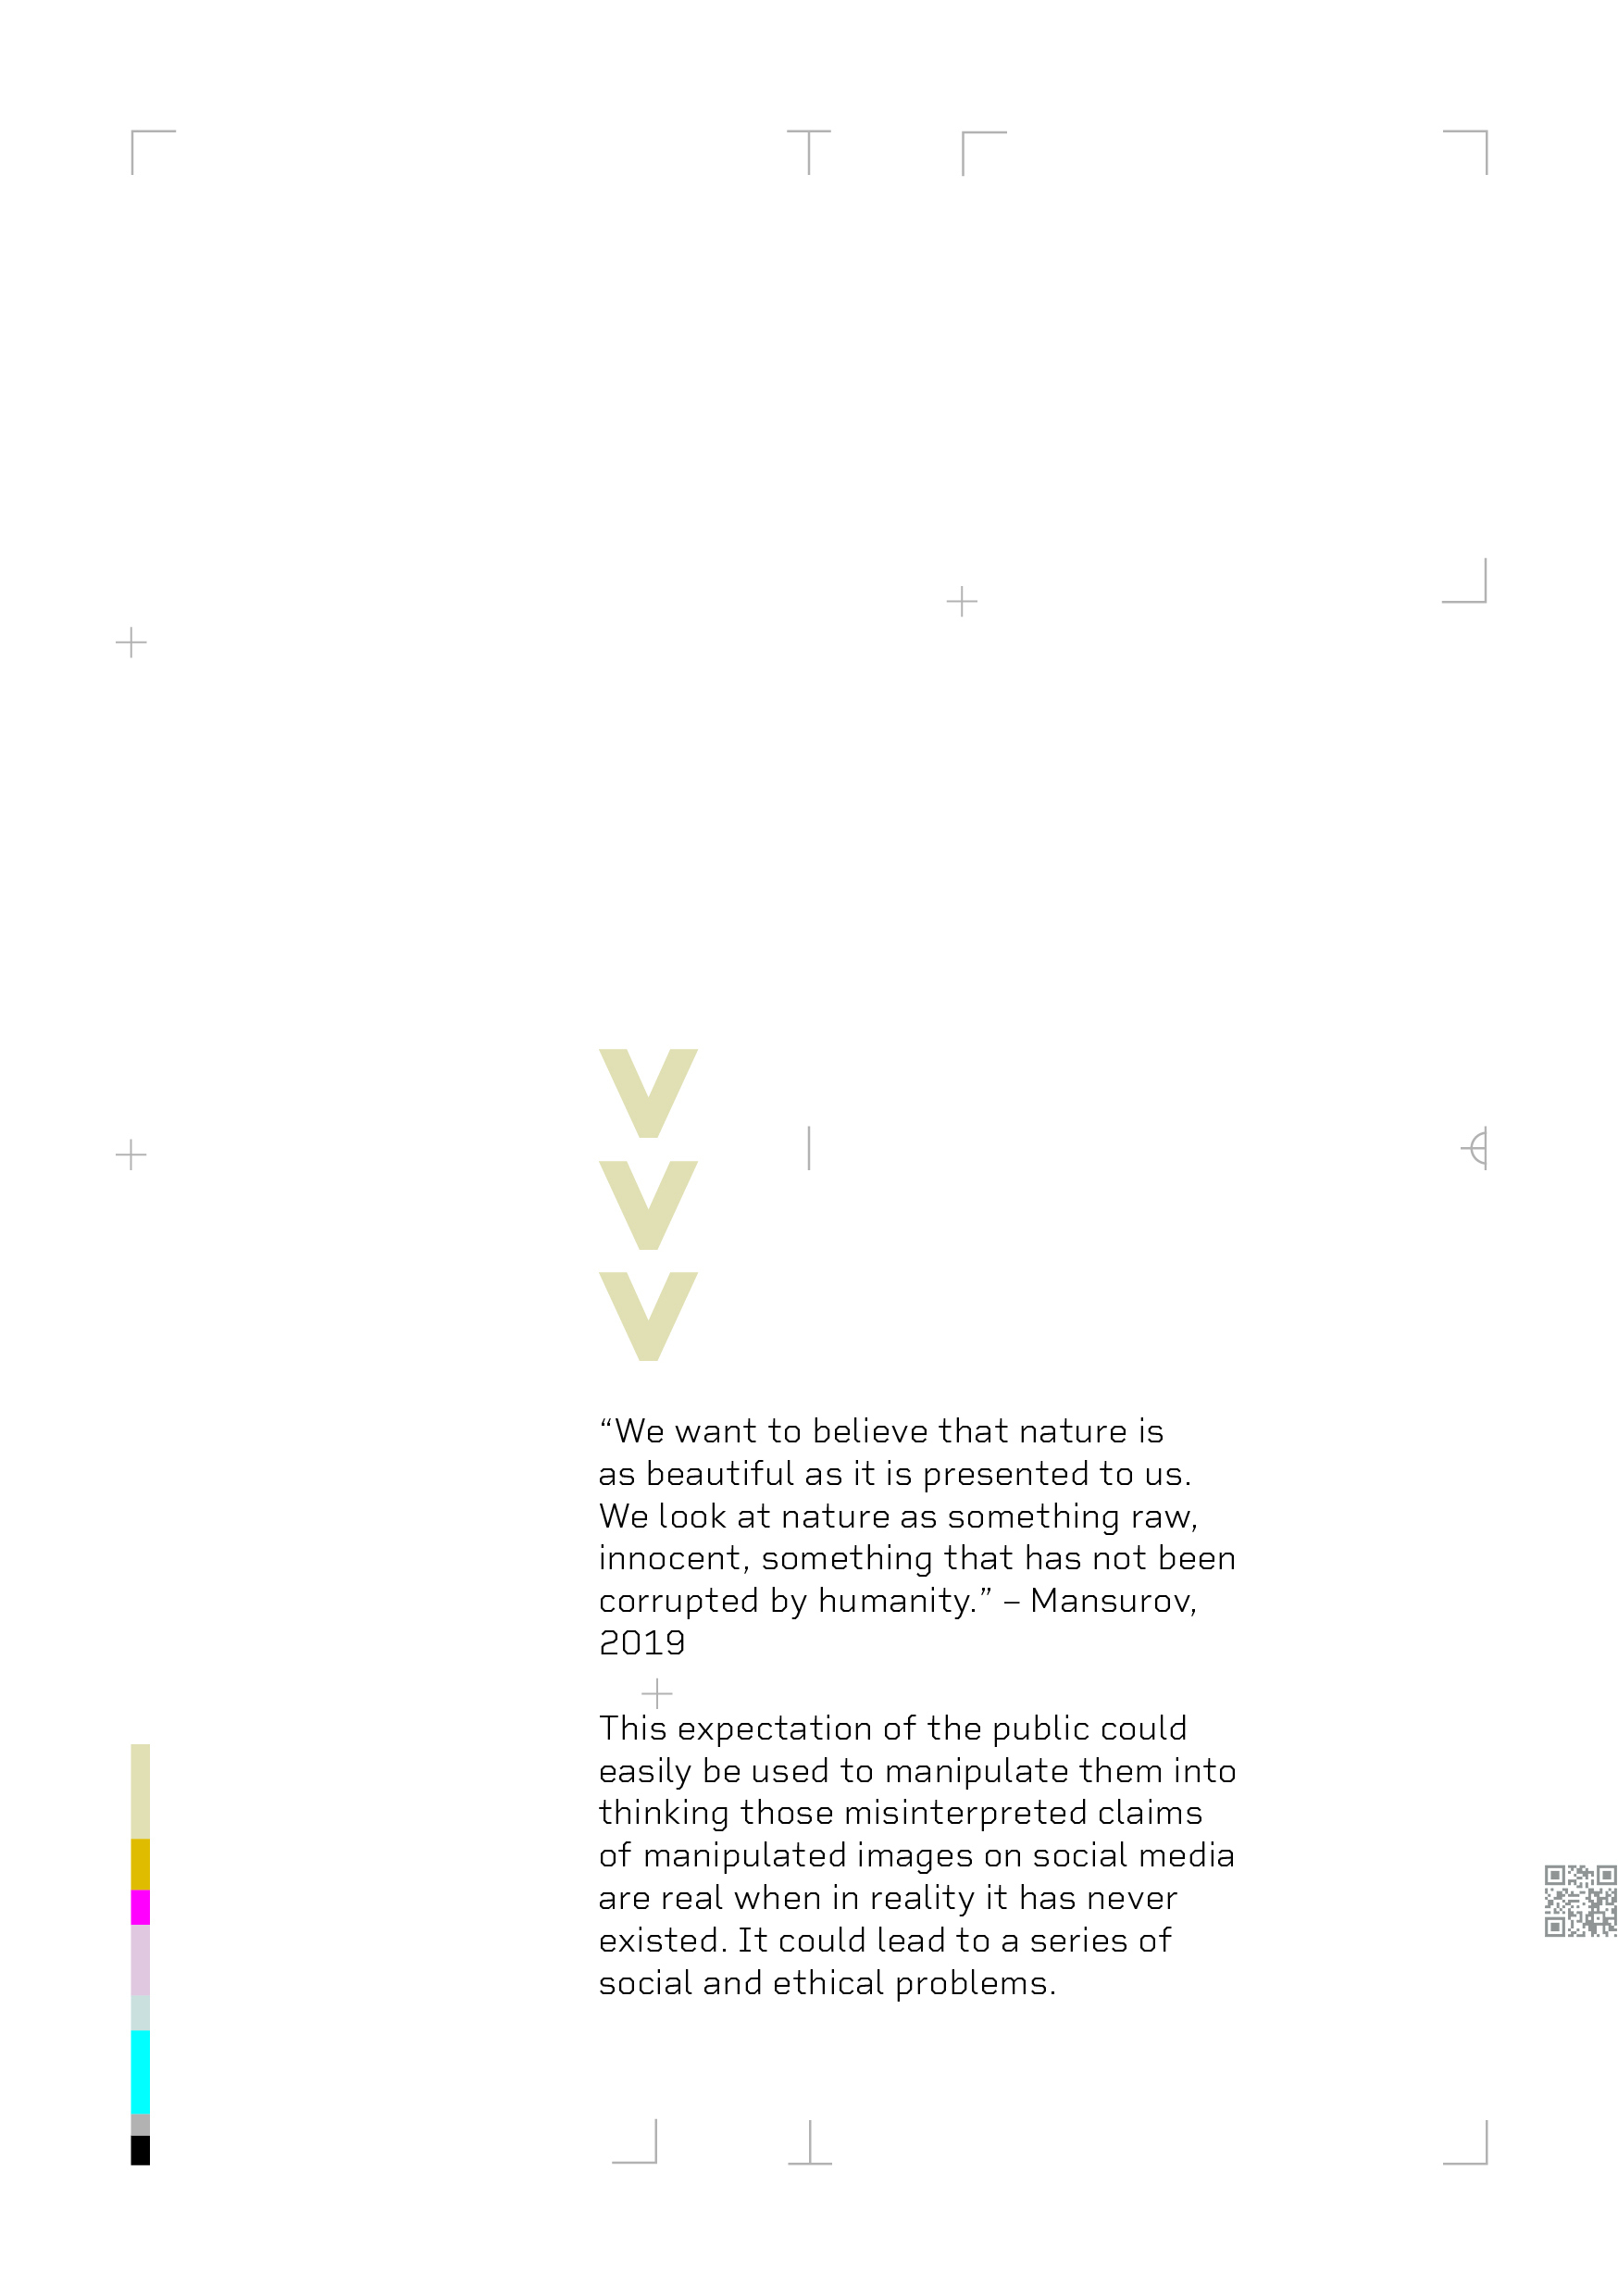 V
V
V
“We want to believe that nature is
as beautiful as it is presented to us.
We look at nature as something raw,
innocent, something that has not been
corrupted by humanity.” – Mansurov,
2019
This expectation of the public could
easily be used to manipulate them into
thinking those misinterpreted claims
of manipulated images on social media
are real when in reality it has never
existed. It could lead to a series of
social and ethical problems.